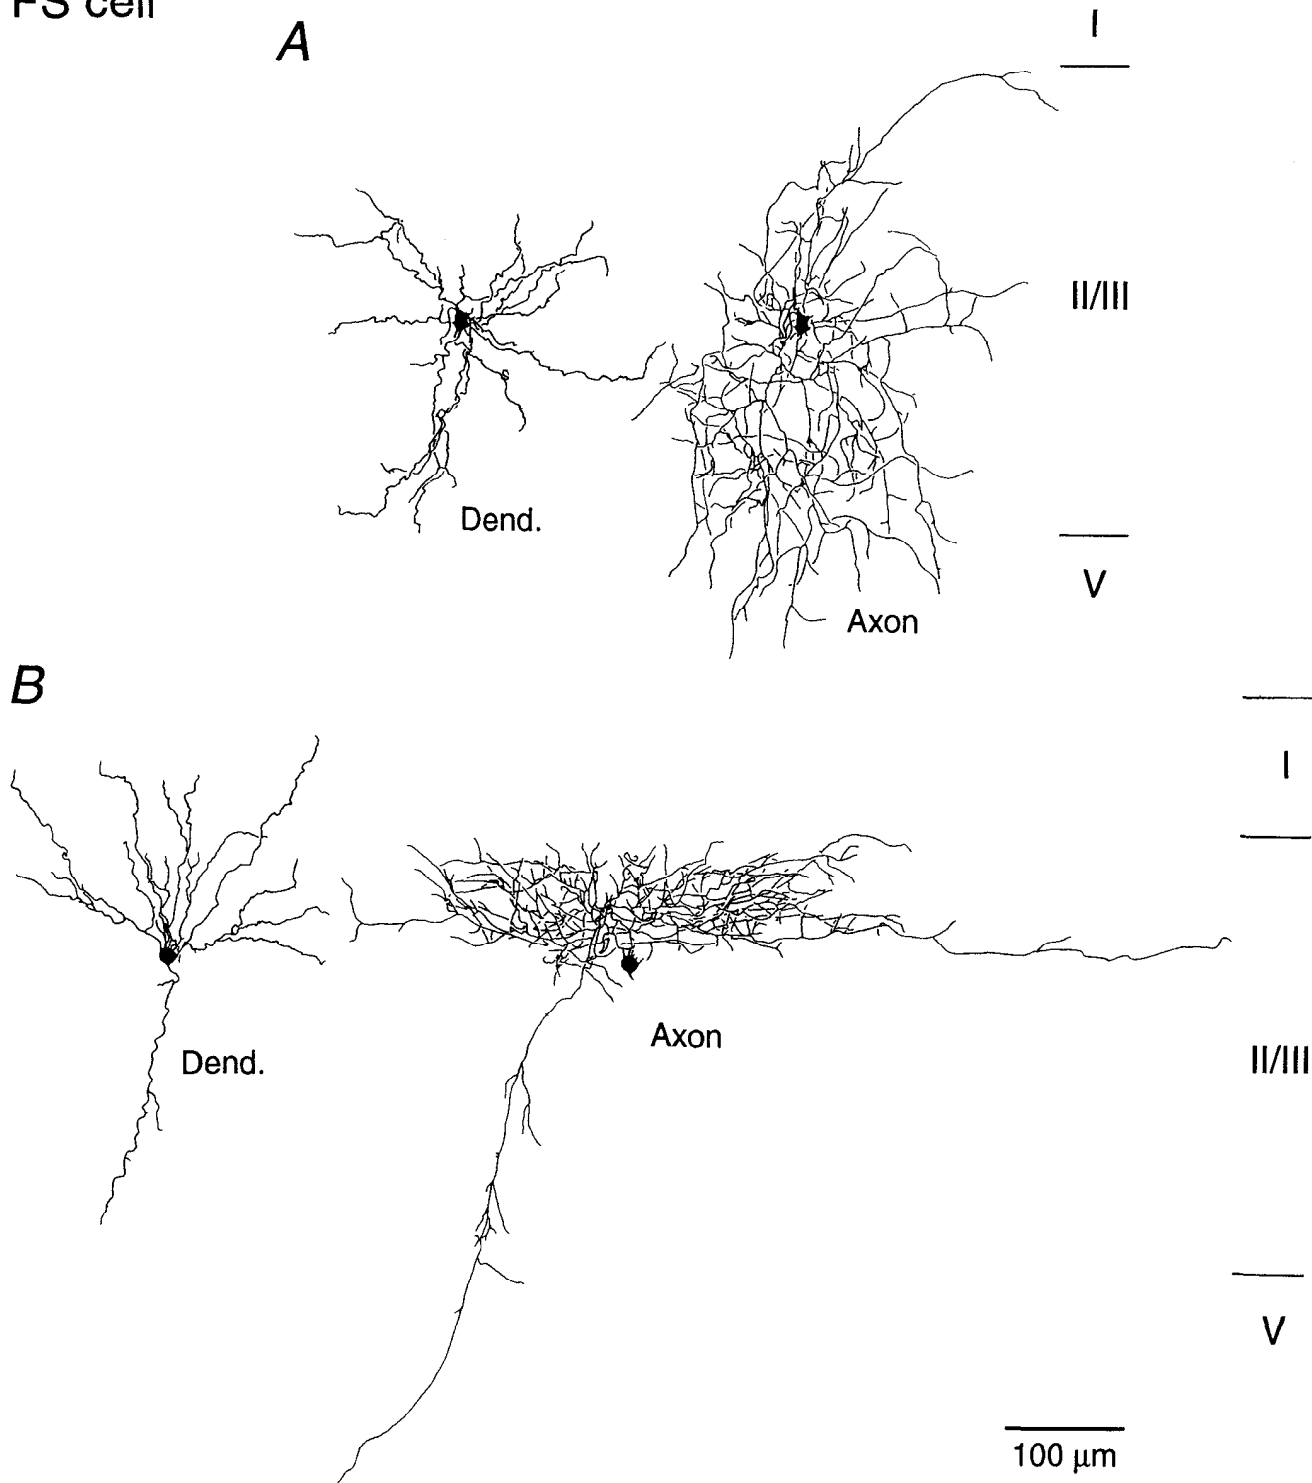 FS cell
A
I
II/III
Dend.
V
Axon
B
I
Axon
II/III
Dend.
V
100 μm